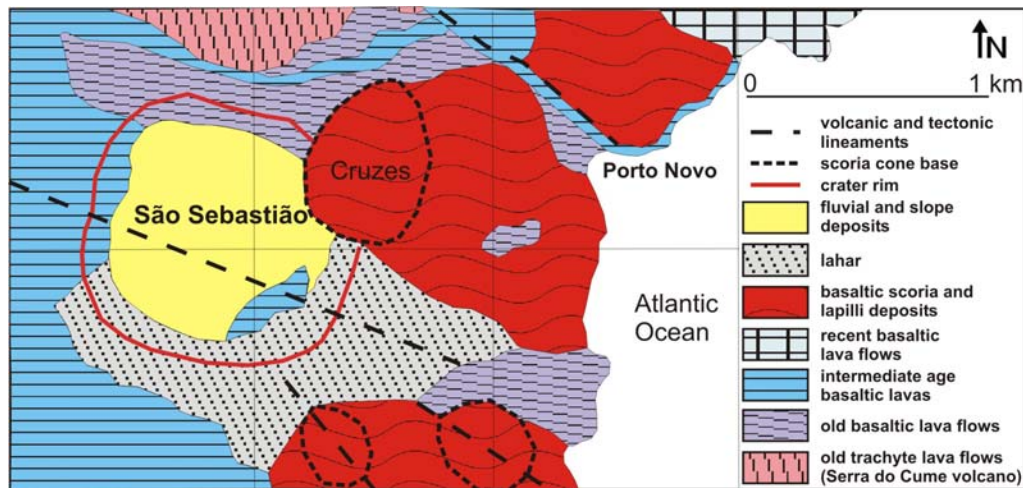 N
0 1 km
Cruzes
São Sebastião
Porto Novo
Atlantic
Ocean
volcanic and tectonic
lineaments
scoria cone base
crater rim
fluvial and slope
deposits
lahar
basaltic scoria and
lapilli deposits
recent basaltic
lava flows
intermediate age
basaltic lavas
old basaltic lava flows
old trachyte lava flows
(Serra do Cume volcano)